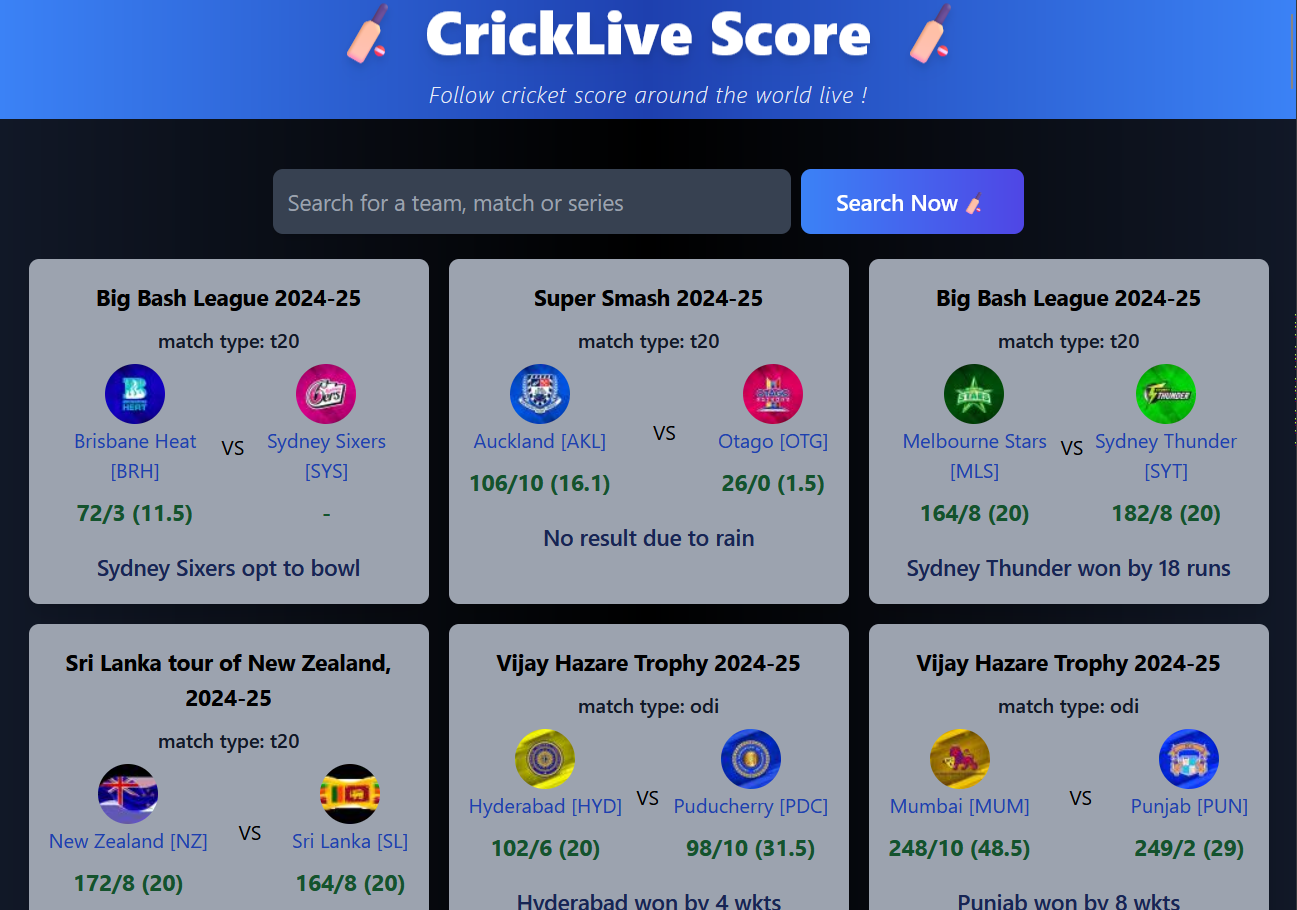 CrickLive Score
Follow cricket score around the world live !
Search for a team, match or series
Search Now
Big Bash League 2024-25
match type: t20
BRISBANE HEAT
6ers
Brisbane Heat
[BRH]
VS
Sydney Sixers
[SYS]
72/3 (11.5)
-
Sydney Sixers opt to bowl
Super Smash 2024-25
match type: t20
Auckland [AKL]
VS
Otago [OTG]
106/10 (16.1)
26/0 (1.5)
No result due to rain
Big Bash League 2024-25
match type: t20
STARS
THUNDER
Melbourne Stars
[MLS]
VS
Sydney Thunder
[SYT]
164/8 (20)
182/8 (20)
Sydney Thunder won by 18 runs
Sri Lanka tour of New Zealand,
2024-25
match type: t20
New Zealand [NZ]
VS
Sri Lanka [SL]
172/8 (20)
164/8 (20)
Vijay Hazare Trophy 2024-25
match type: odi
Hyderabad [HYD]
VS
Puducherry [PDC]
102/6 (20)
98/10 (31.5)
Hyderabad won by 4 wkts
Vijay Hazare Trophy 2024-25
match type: odi
Mumbai [MUM]
VS
Punjab [PUN]
248/10 (48.5)
249/2 (29)
Punjab won by 8 wkts